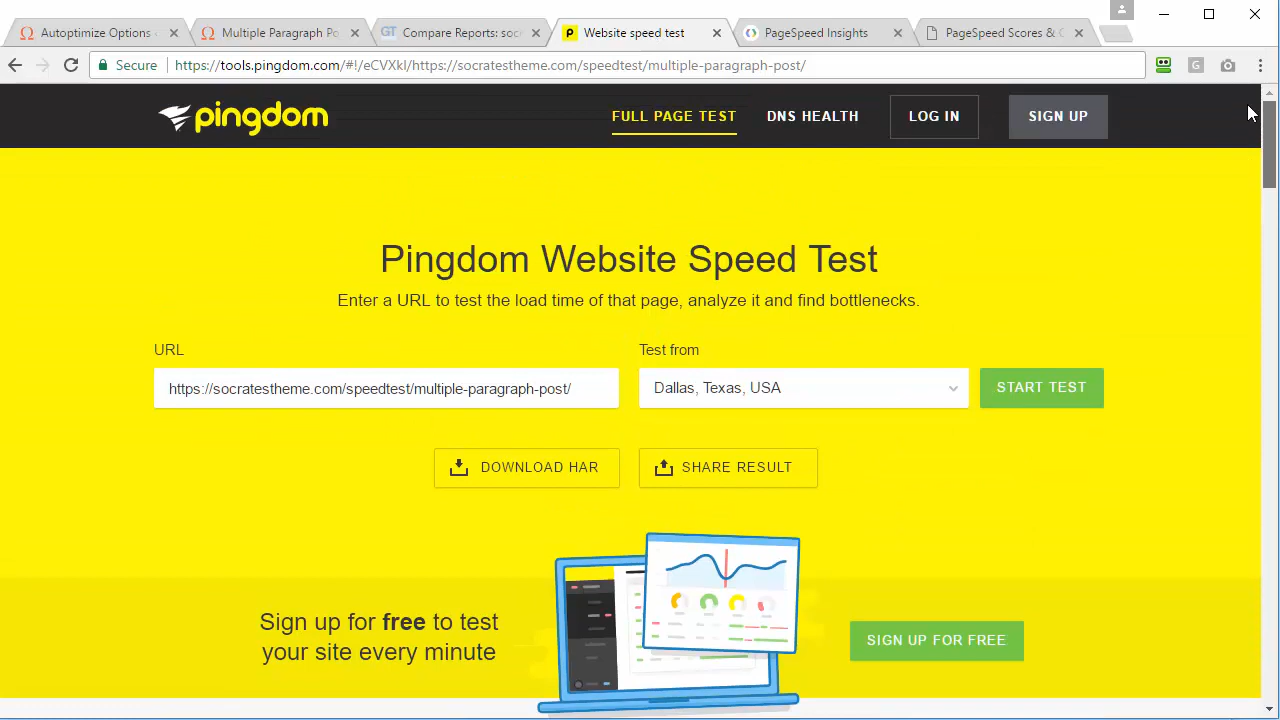 Autoptimize Options
Multiple Paragraph Po
GT Compare Reports: soc
p Website speed test
PageSpeed Insights
PageSpeed Scores & C
Secure https://tools.pingdom.com/#!/eCVXkI/https://socratestheme.com/speedtest/multiple-paragraph-post/
G
pingdom
FULL PAGE TEST
DNS HEALTH
LOG IN
SIGN UP
Pingdom Website Speed Test
Enter a URL to test the load time of that page, analyze it and find bottlenecks.
URL
Test from
https://socratestheme.com/speedtest/multiple-paragraph-post/
Dallas, Texas, USA
START TEST
DOWNLOAD HAR
SHARE RESULT
Sign up for free to test
your site every minute
SIGN UP FOR FREE